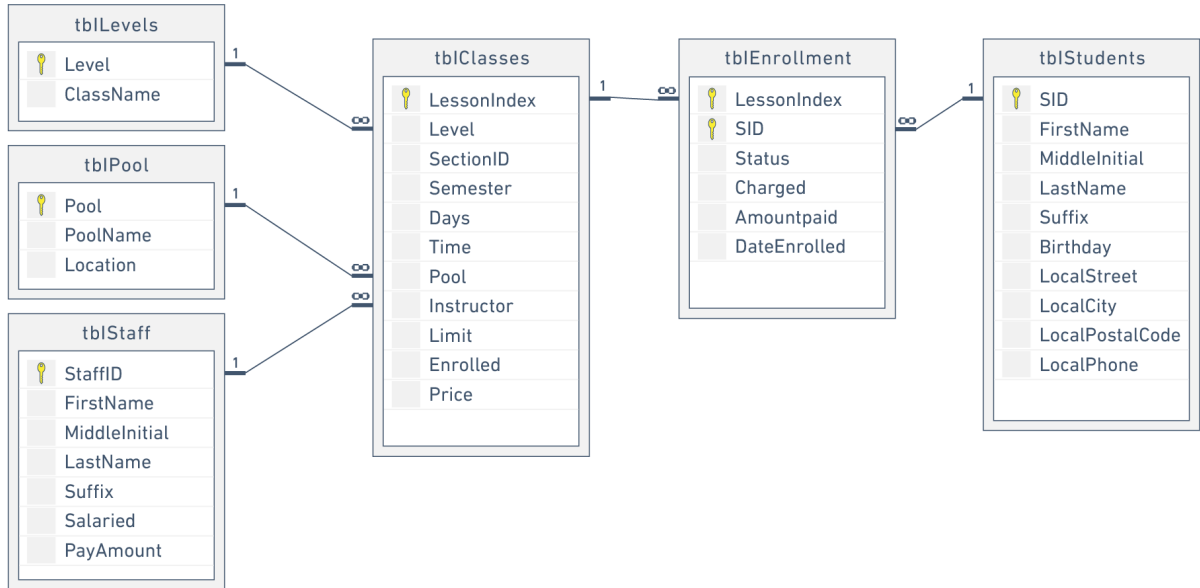 tblLevels
Level
ClassName
1
∞
tblPool
Pool
PoolName
Location
1
∞
tblStaff
StaffID
FirstName
MiddleInitial
LastName
Suffix
Salaried
PayAmount
1
∞
tblClasses
LessonIndex
Level
SectionID
Semester
Days
Time
Pool
Instructor
Limit
Enrolled
Price
1
∞
tblEnrollment
LessonIndex
SID
Status
Charged
Amountpaid
DateEnrolled
∞
1
tblStudents
SID
FirstName
MiddleInitial
LastName
Suffix
Birthday
LocalStreet
LocalCity
LocalPostalCode
LocalPhone